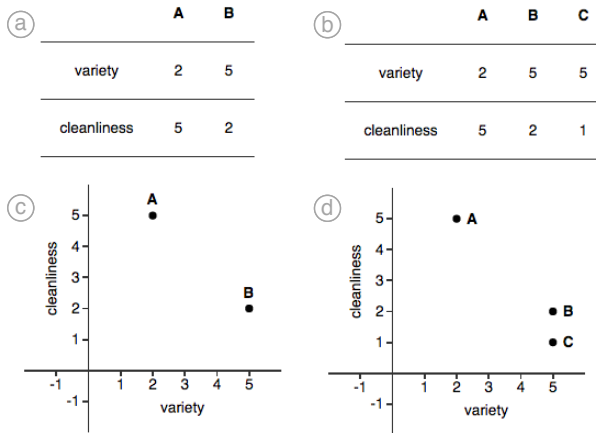 a
A B
variety 2 5
cleanliness 5 2
b
A B C
variety 2 5 5
cleanliness 5 2 1
c
A
B
5
4
3
2
1
-1
-1 1 2 3 4 5
cleanliness
variety
d
A
B
C
5
4
3
2
1
-1
-1 1 2 3 4 5
cleanliness
variety